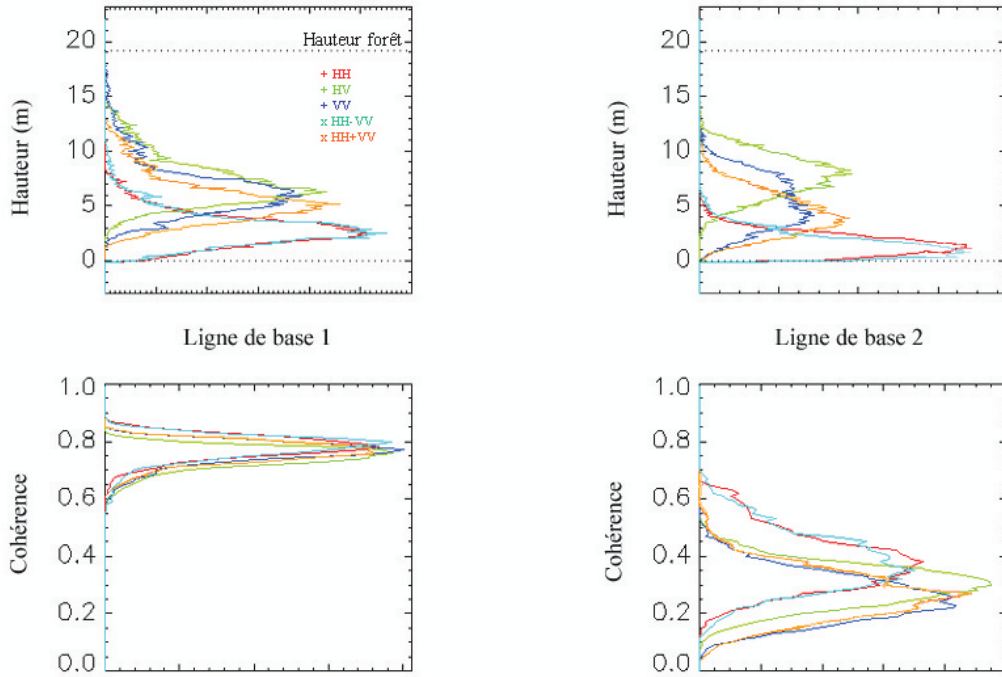 Hauteur (m)
20
15
10
5
0
Hauteur forêt
+ HH
+ HV
+ VV
x HH-VV
x HH+VV
Ligne de base 1
Hauteur (m)
20
15
10
5
0
Ligne de base 2
Cohérence
1.0
0.8
0.6
0.4
0.2
0.0
Cohérence
1.0
0.8
0.6
0.4
0.2
0.0